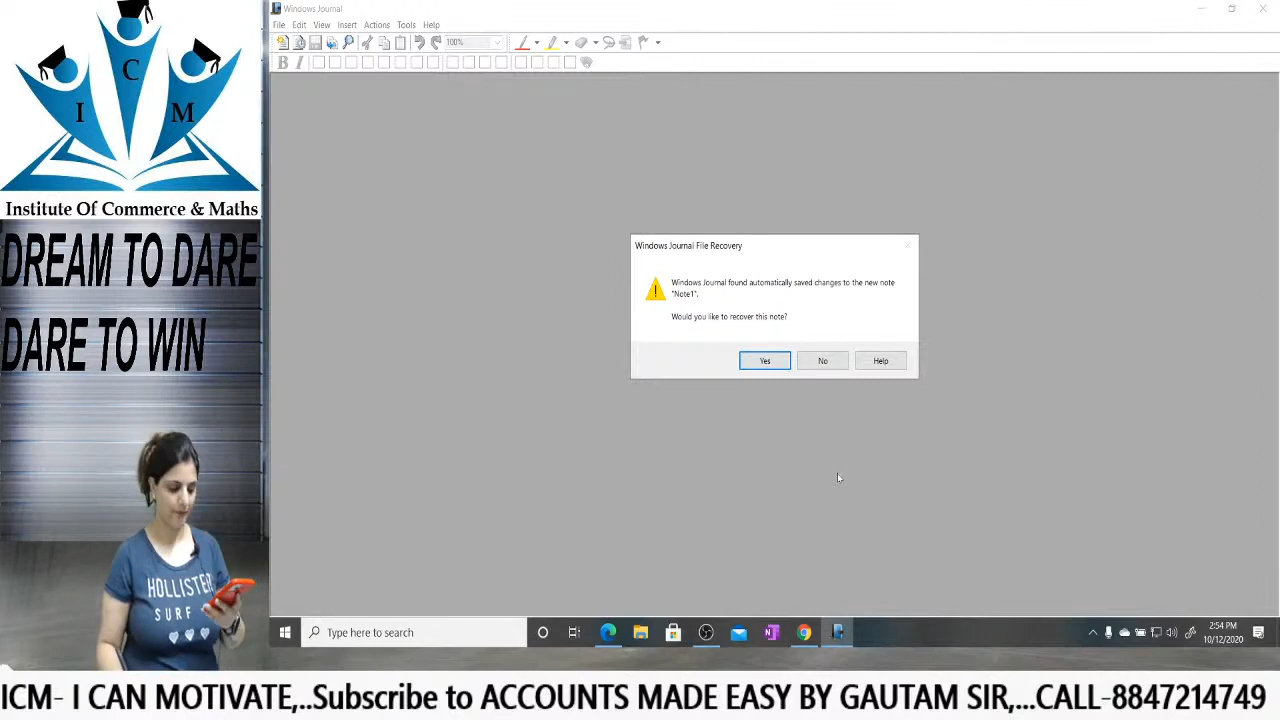 I C M
Institute Of Commerce & Maths
DREAM TO DARE
DARE TO WIN
HOLLISTER
SURF
Windows Journal
File Edit View Insert Actions Tools Help
100%
B I
Windows Journal File Recovery
Windows Journal found automatically saved changes to the new note
"Note1".
Would you like to recover this note?
Yes No Help
Type here to search
2:54 PM
10/12/2020
ICM- I CAN MOTIVATE,..Subscribe to ACCOUNTS MADE EASY BY GAUTAM SIR,...CALL-8847214749